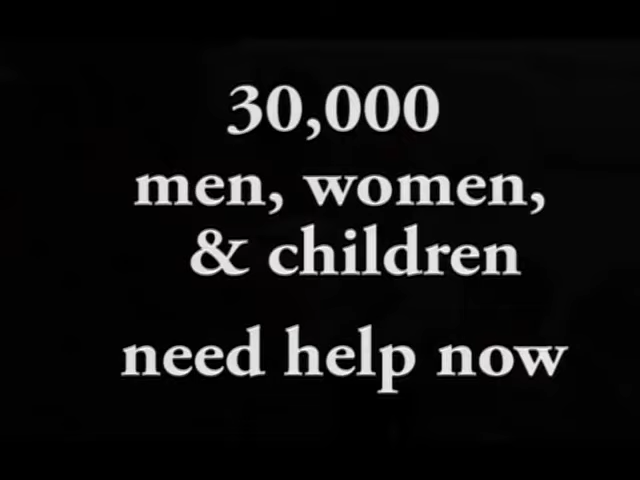 30,000
men, women,
& children
need help now